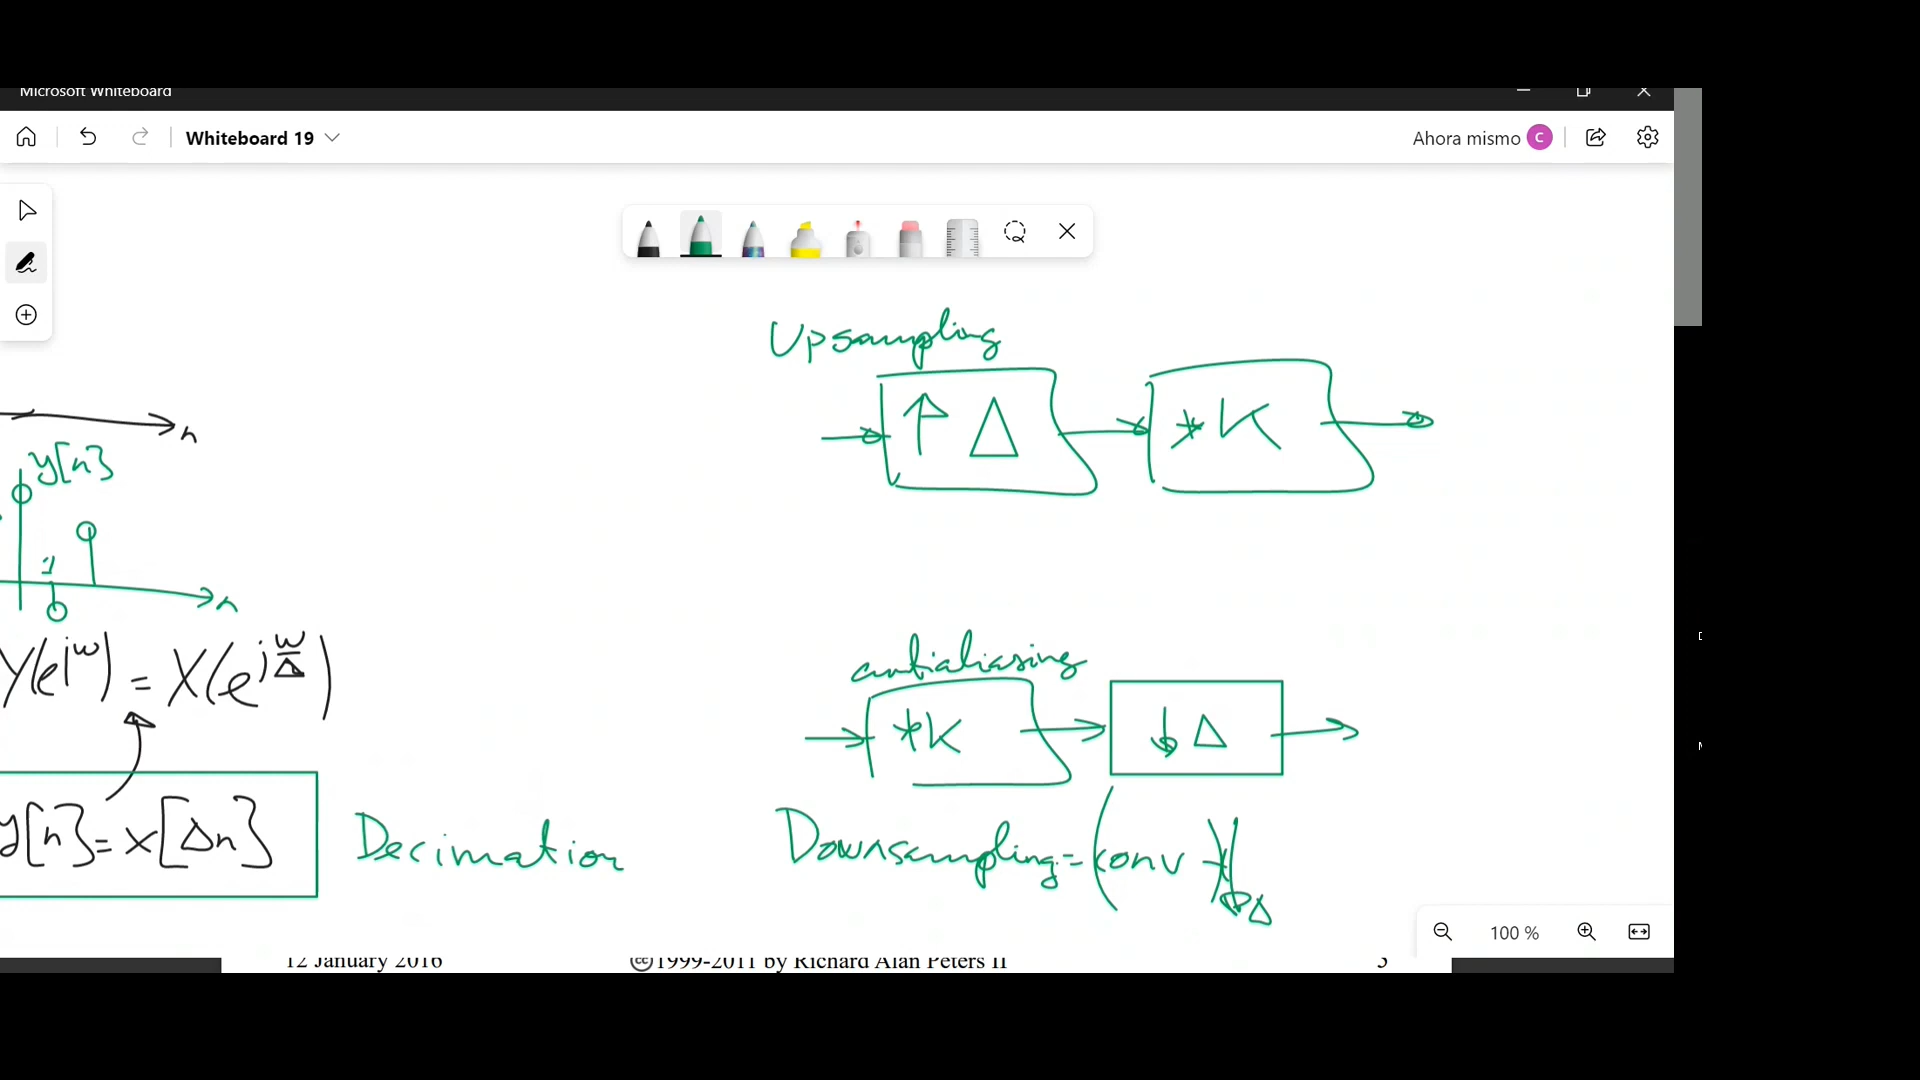 Microsoft Whiteboard
Whiteboard 19
Ahora mismo C
Upsampling
↑ Δ
*K
n
y[n]
1
n
Y(e^jω) = X(e^j ω/Δ)
antialiasing
*K
↓ Δ
y[n] = x[Δn]
Decimation
Downsampling = (conv *)↓Δ
100 %
12 January 2016
1999-2011 by Richard Alan Peters II